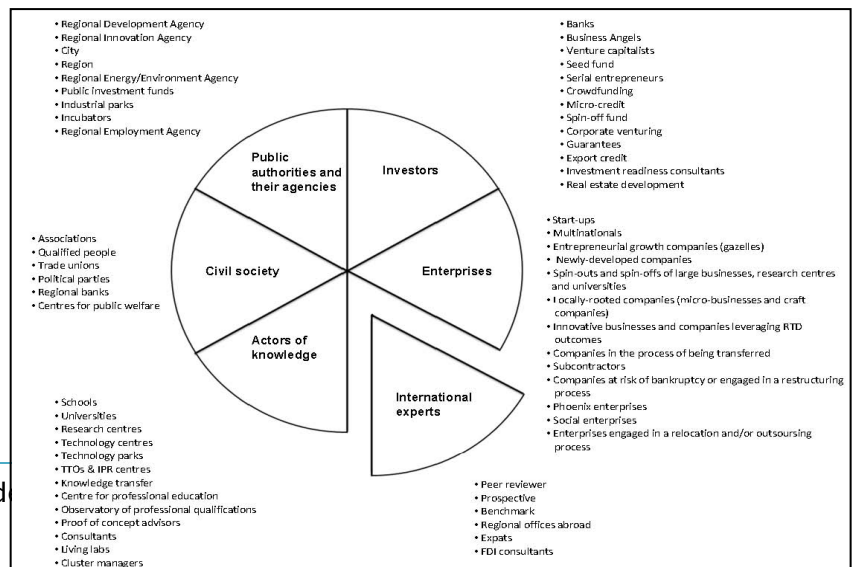 • Regional Development Agency
• Regional Innovation Agency
• City
• Region
• Regional Energy/Environment Agency
• Public investment funds
• Industrial parks
• Incubators
• Regional Employment Agency
• Banks
• Business Angels
• Venture capitalists
• Seed fund
• Serial entrepreneurs
• Crowdfunding
• Micro-credit
• Spin-off fund
• Corporate venturing
• Guarantees
• Export credit
• Investment readiness consultants
• Real estate development
Public
authorities and
their agencies
Investors
• Associations
• Qualified people
• Trade unions
• Political parties
• Regional banks
• Centres for public welfare
Civil society
Enterprises
• Start-ups
• Multinationals
• Entrepreneurial growth companies (gazelles)
• Newly-developed companies
• Spin-outs and spin-offs of large businesses, research centres
and universities
• Locally-rooted companies (micro-businesses and craft
companies)
• Innovative businesses and companies leveraging RTD
outcomes
• Companies in the process of being transferred
• Subcontractors
• Companies at risk of bankruptcy or engaged in a restructuring
process
• Phoenix enterprises
• Social enterprises
• Enterprises engaged in a relocation and/or outsoursing
process
Actors of
knowledge
International
experts
• Schools
• Universities
• Research centres
• Technology centres
• Technology parks
• TTOs & IPR centres
• Knowledge transfer
• Centre for professional education
• Observatory of professional qualifications
• Proof of concept advisors
• Consultants
• Living labs
• Cluster managers
• Peer reviewer
• Prospective
• Benchmark
• Regional offices abroad
• Expats
• FDI consultants